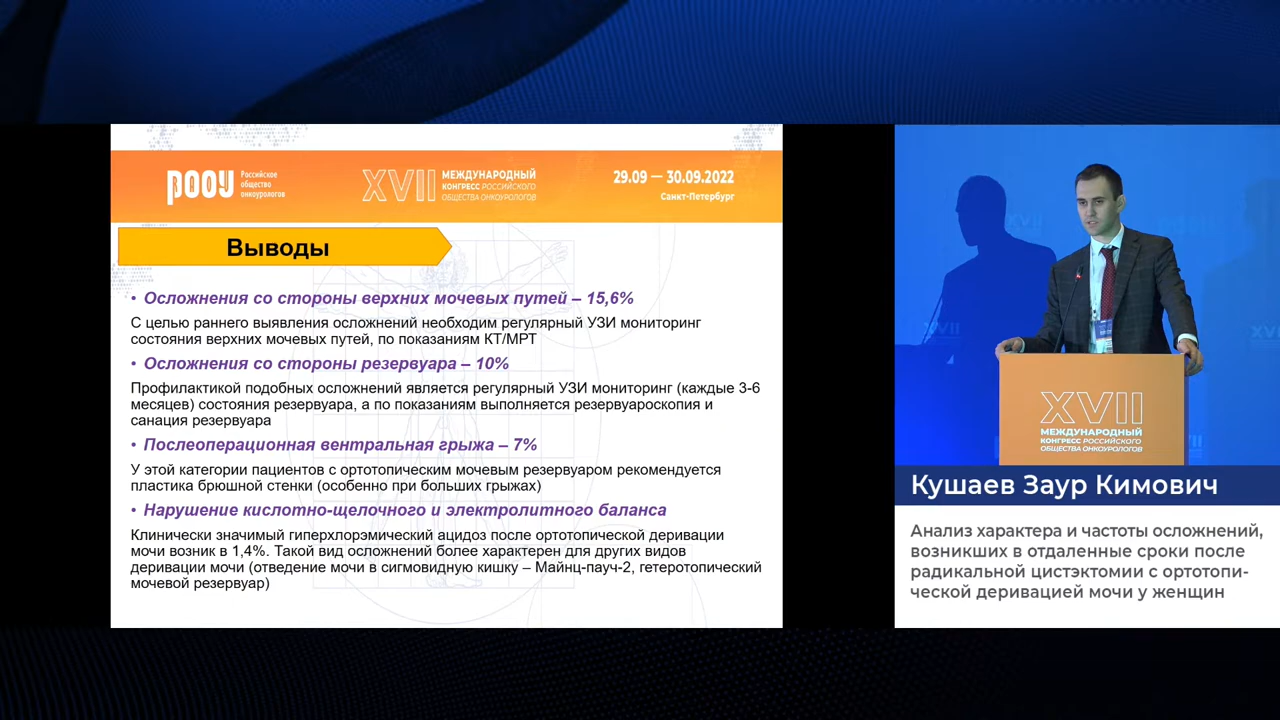 РООУ
Российское
общество
онкоурологов
XVII
МЕЖДУНАРОДНЫЙ
КОНГРЕСС РОССИЙСКОГО
ОБЩЕСТВА ОНКОУРОЛОГОВ
29.09 — 30.09.2022
Санкт-Петербург
Выводы
• Осложнения со стороны верхних мочевых путей – 15,6%
С целью раннего выявления осложнений необходим регулярный УЗИ мониторинг
состояния верхних мочевых путей, по показаниям КТ/МРТ
• Осложнения со стороны резервуара – 10%
Профилактикой подобных осложнений является регулярный УЗИ мониторинг (каждые 3-6
месяцев) состояния резервуара, а по показаниям выполняется резервуароскопия и
санация резервуара
• Послеоперационная вентральная грыжа – 7%
У этой категории пациентов с ортотопическим мочевым резервуаром рекомендуется
пластика брюшной стенки (особенно при больших грыжах)
• Нарушение кислотно-щелочного и электролитного баланса
Клинически значимый гиперхлорэмический ацидоз после ортотопической деривации
мочи возник в 1,4%. Такой вид осложнений более характерен для других видов
деривации мочи (отведение мочи в сигмовидную кишку – Майнц-пауч-2, гетеротопический
мочевой резервуар)
XVII
МЕЖДУНАРОДНЫЙ
КОНГРЕСС РОССИЙСКОГО
ОБЩЕСТВА ОНКОУРОЛОГОВ
Кушаев Заур Кимович
Анализ характера и частоты осложнений,
возникших в отдаленные сроки после
радикальной цистэктомии с ортотопи-
ческой деривацией мочи у женщин